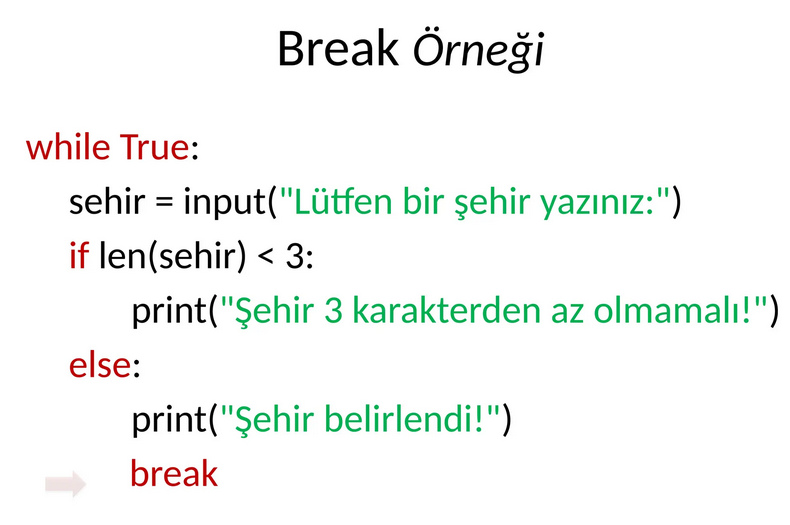 Break Örneği
while True:
sehir = input("Lütfen bir şehir yazınız:")
if len(sehir) < 3:
print("Şehir 3 karakterden az olmamalı!")
else:
print("Şehir belirlendi!")
break